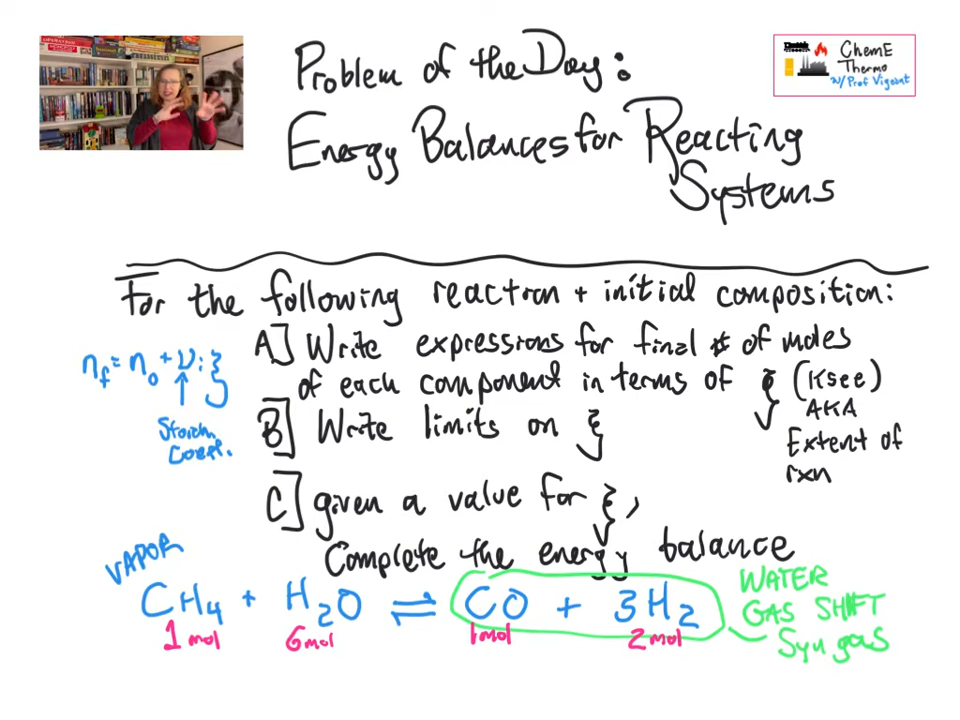 Problem of the Day:
Energy Balances for Reacting
Systems
ChemE
Thermo
w/Prof Vigeant
For the following reaction + initial composition:
A] Write expressions for final # of moles
of each component in terms of ξ (Ksee)
AKA
Extent of
rxn
nf = no + νi ξ
Stoich.
Coeff.
B] Write limits on ξ
C] given a value for ξ,
Complete the energy balance
VAPOR
CH4 + H2O ⇌ CO + 3H2
1 mol 6 mol 1 mol 2 mol
WATER
GAS SHIFT
Syn gas